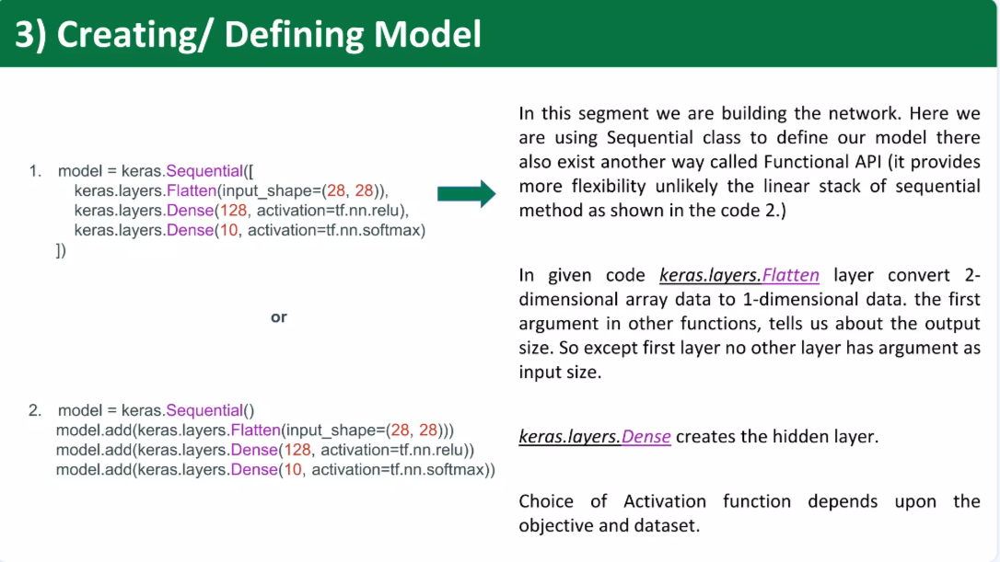 3) Creating/ Defining Model
1. model = keras.Sequential([
keras.layers.Flatten(input_shape=(28, 28)),
keras.layers.Dense(128, activation=tf.nn.relu),
keras.layers.Dense(10, activation=tf.nn.softmax)
])
or
2. model = keras.Sequential()
model.add(keras.layers.Flatten(input_shape=(28, 28)))
model.add(keras.layers.Dense(128, activation=tf.nn.relu))
model.add(keras.layers.Dense(10, activation=tf.nn.softmax))
In this segment we are building the network. Here we
are using Sequential class to define our model there
also exist another way called Functional API (it provides
more flexibility unlikely the linear stack of sequential
method as shown in the code 2.)
In given code keras.layers.Flatten layer convert 2-
dimensional array data to 1-dimensional data. the first
argument in other functions, tells us about the output
size. So except first layer no other layer has argument as
input size.
keras.layers.Dense creates the hidden layer.
Choice of Activation function depends upon the
objective and dataset.